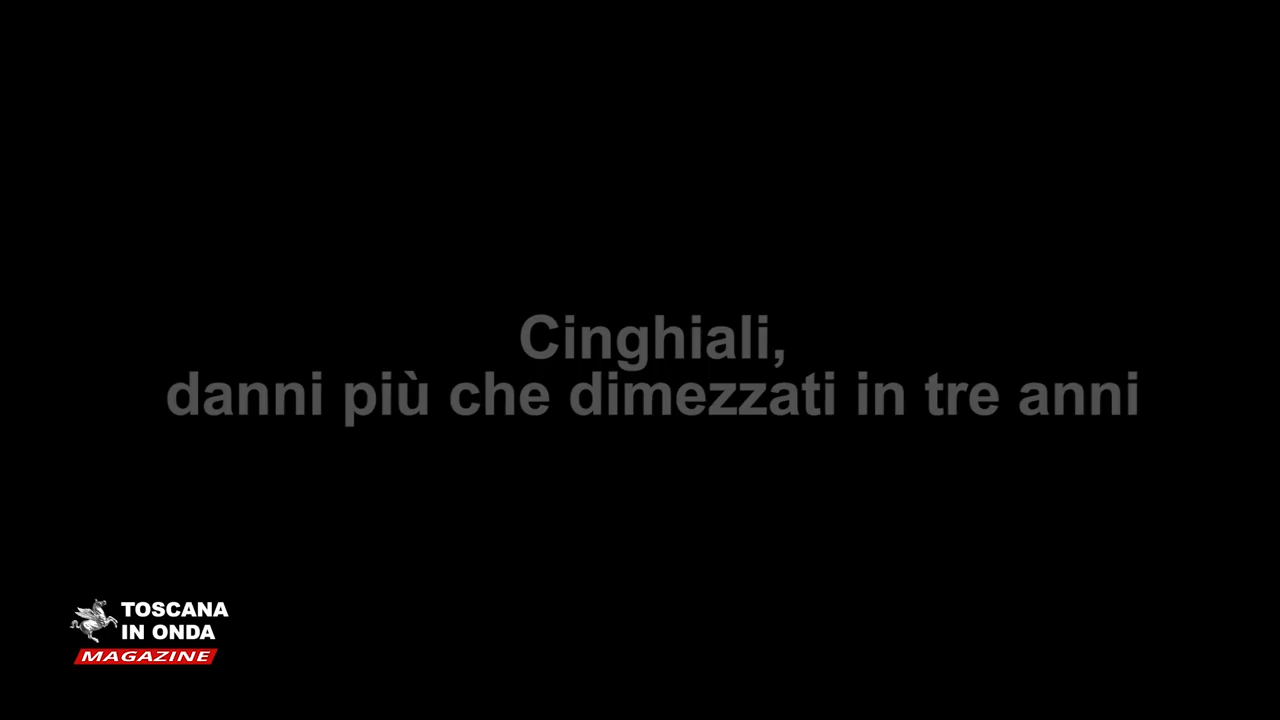 Cinghiali,
danni più che dimezzati in tre anni
TOSCANA
IN ONDA
MAGAZINE